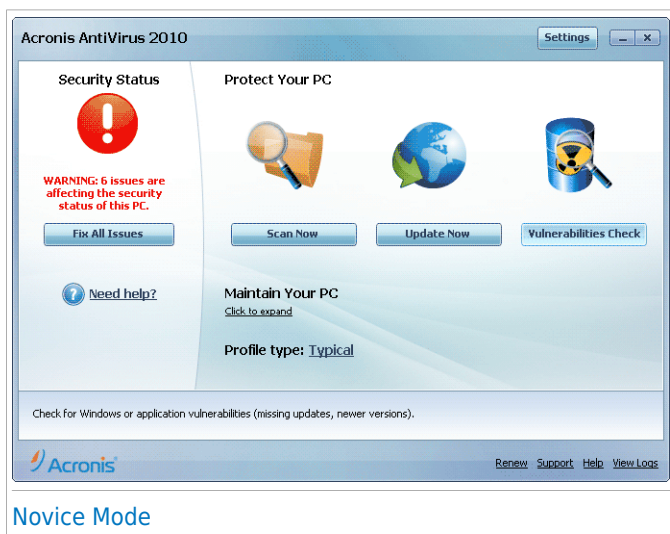 Acronis AntiVirus 2010
Settings
Security Status
WARNING: 6 issues are
affecting the security
status of this PC.
Fix All Issues
Need help?
Protect Your PC
Scan Now
Update Now
Vulnerabilities Check
Maintain Your PC
Click to expand
Profile type: Typical
Check for Windows or application vulnerabilities (missing updates, newer versions).
Acronis
Renew Support Help View Logs
Novice Mode